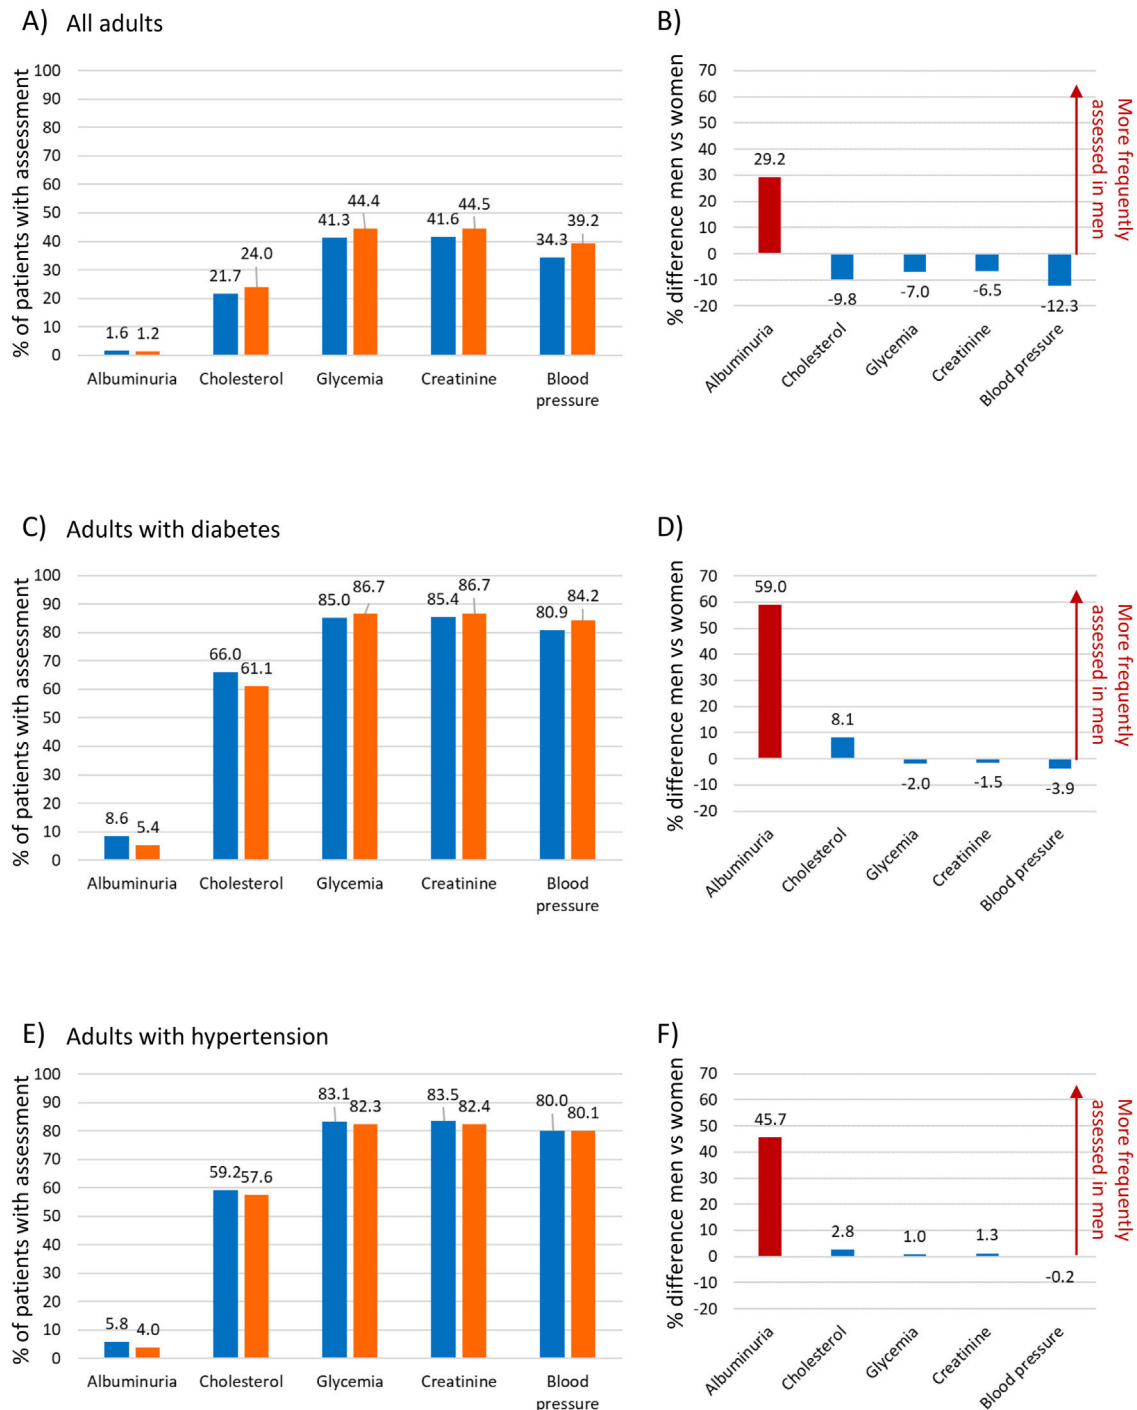 A) All adults
% of patients with assessment
100
90
80
70
60
50
40
30
20
10
0
1.6 1.2
21.7 24.0
41.3 44.4
41.6 44.5
34.3 39.2
Albuminuria Cholesterol Glycemia Creatinine Blood
pressure
B)
% difference men vs women
70
60
50
40
30
20
10
0
-10
-20
29.2
-9.8
-7.0
-6.5
-12.3
Albuminuria
Cholesterol
Glycemia
Creatinine
Blood pressure
More frequently
assessed in men
C) Adults with diabetes
% of patients with assessment
100
90
80
70
60
50
40
30
20
10
0
8.6 5.4
66.0 61.1
85.0 86.7
85.4 86.7
80.9 84.2
Albuminuria Cholesterol Glycemia Creatinine Blood
pressure
D)
% difference men vs women
70
60
50
40
30
20
10
0
-10
-20
59.0
8.1
-2.0
-1.5
-3.9
Albuminuria
Cholesterol
Glycemia
Creatinine
Blood pressure
More frequently
assessed in men
E) Adults with hypertension
% of patients with assessment
100
90
80
70
60
50
40
30
20
10
0
5.8 4.0
59.2 57.6
83.1 82.3
83.5 82.4
80.0 80.1
Albuminuria Cholesterol Glycemia Creatinine Blood
pressure
F)
% difference men vs women
70
60
50
40
30
20
10
0
-10
-20
45.7
2.8
1.0
1.3
-0.2
Albuminuria
Cholesterol
Glycemia
Creatinine
Blood pressure
More frequently
assessed in men